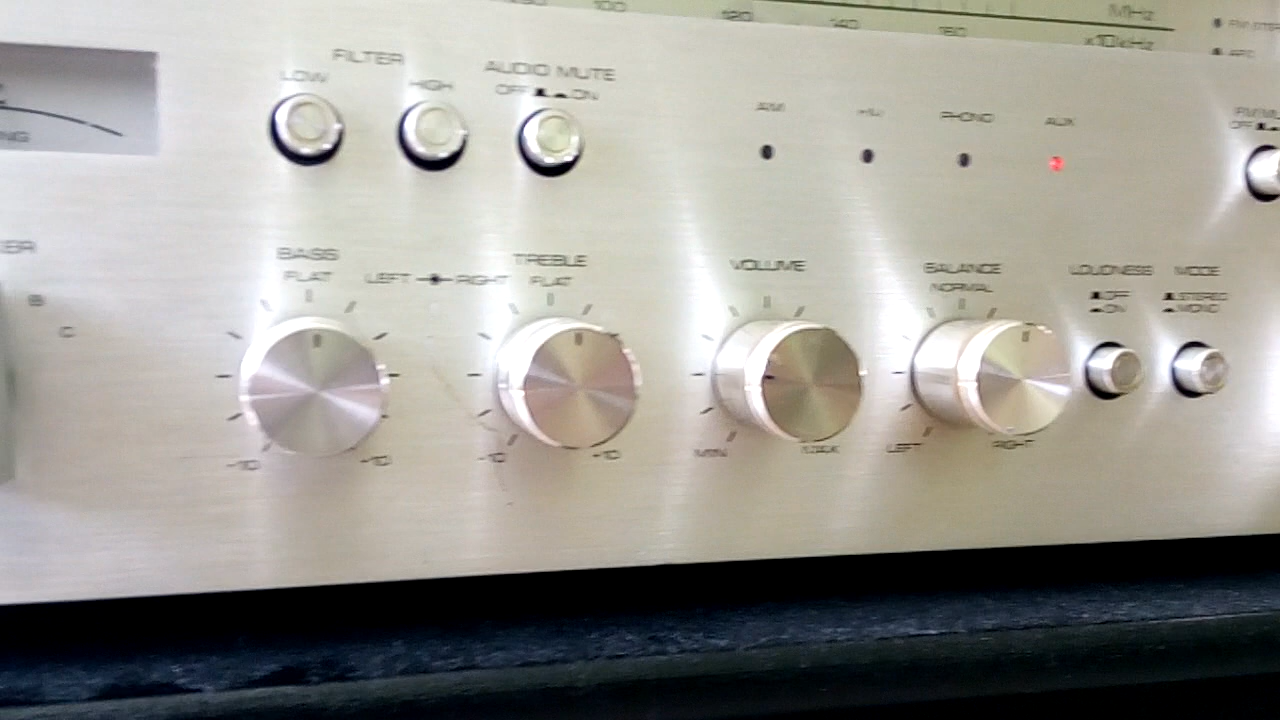 100 120 140 160 MHz
x10kHz
FILTER
LOW HIGH
AUDIO MUTE
OFF ON
AM
PHONO
AUX
OFF
BASS
FLAT
LEFT RIGHT
TREBLE
FLAT
VOLUME
BALANCE
NORMAL
LOUDNESS
OFF
ON
MODE
STEREO
MONO
B
C
-10 -10
-10 -10
MIN MAX
LEFT RIGHT